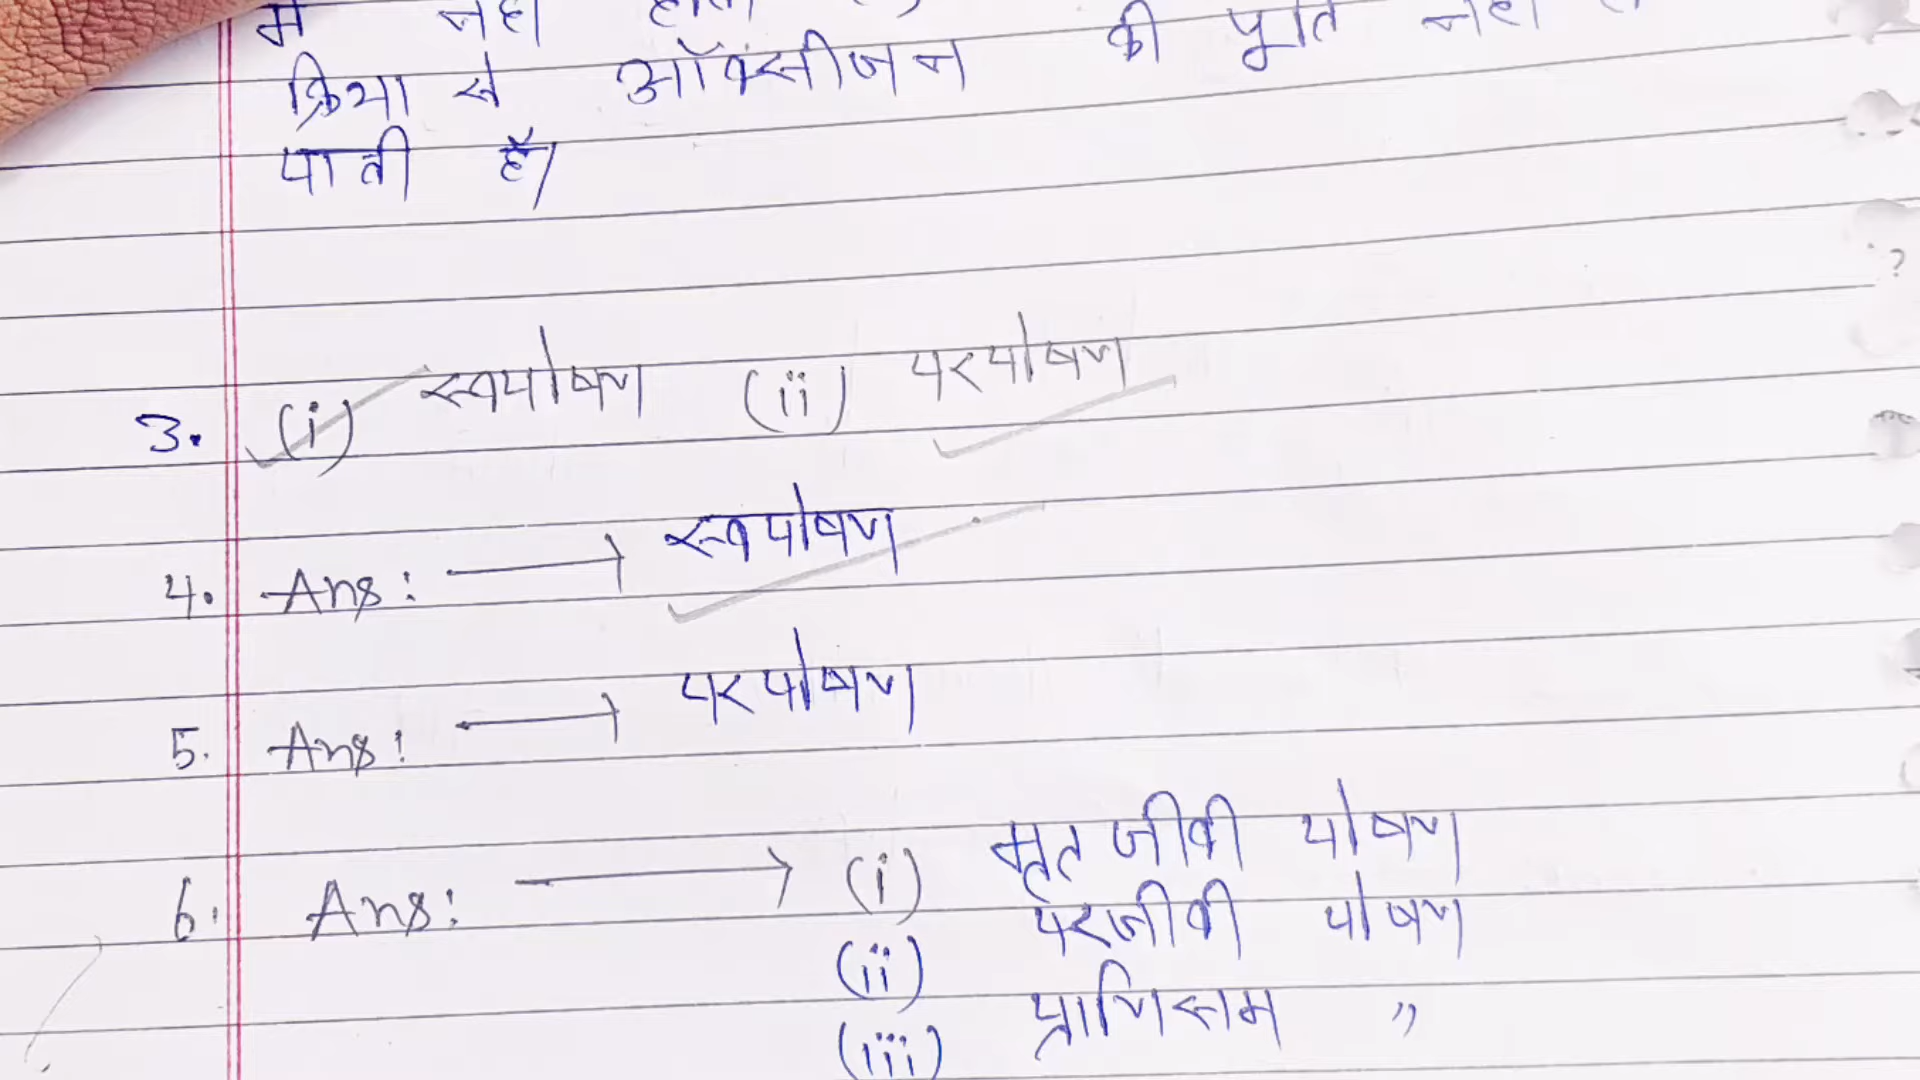 में नहीं
क्रिया से ऑक्सीजन की पूर्ति नहीं
पाती है।
3. (i) स्वपोषण (ii) परपोषण
4. Ans: → स्वपोषण
5. Ans: → परपोषण
6. Ans: → (i) मृतजीवी पोषण
(ii) परजीवी पोषण
(iii) प्राणिसम "